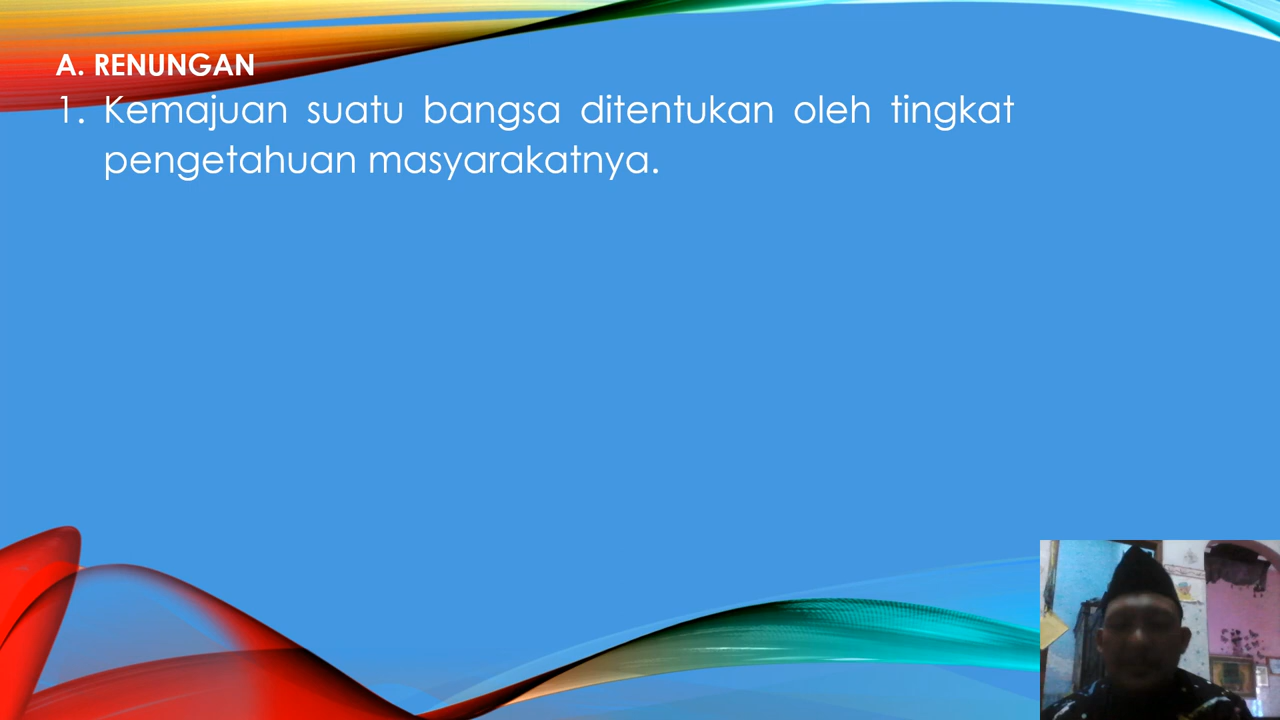 A. RENUNGAN
1. Kemajuan suatu bangsa ditentukan oleh tingkat
pengetahuan masyarakatnya.